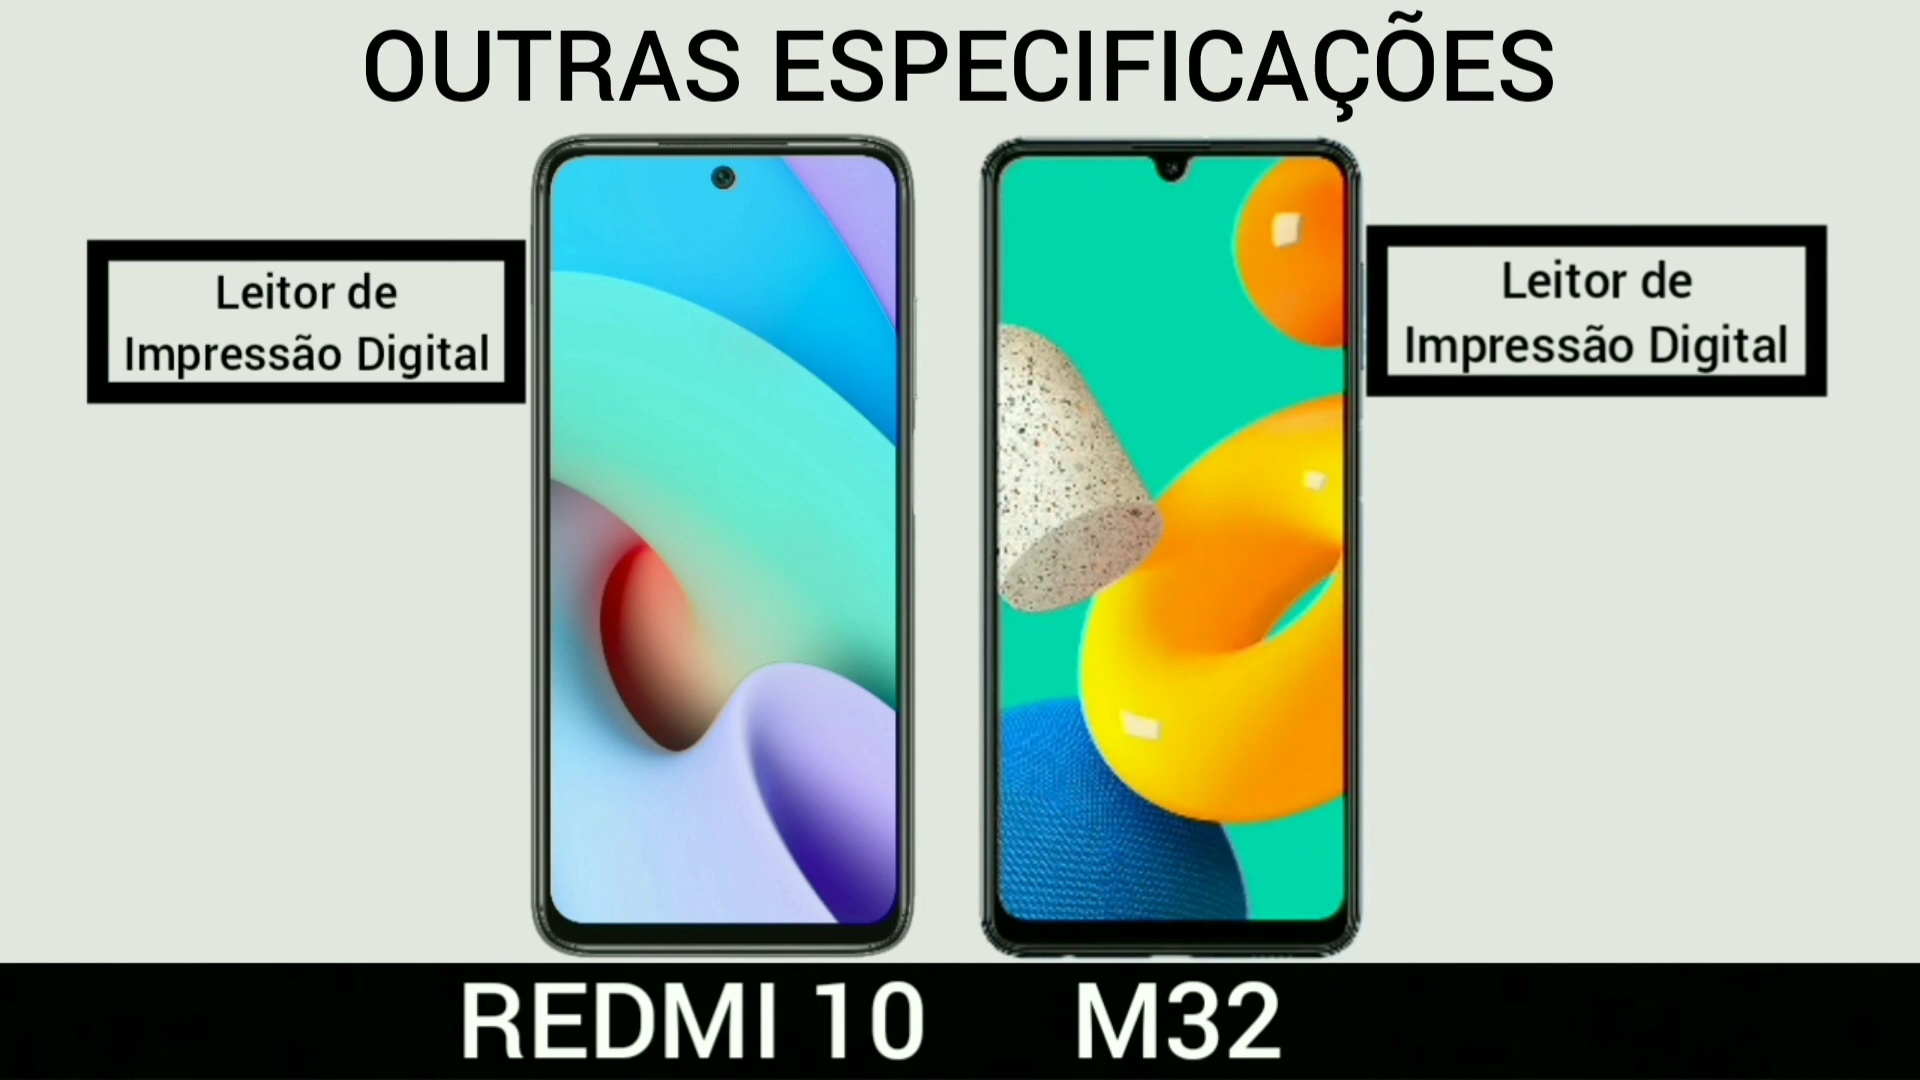 OUTRAS ESPECIFICAÇÕES
Leitor de
Impressão Digital
Leitor de
Impressão Digital
REDMI 10
M32